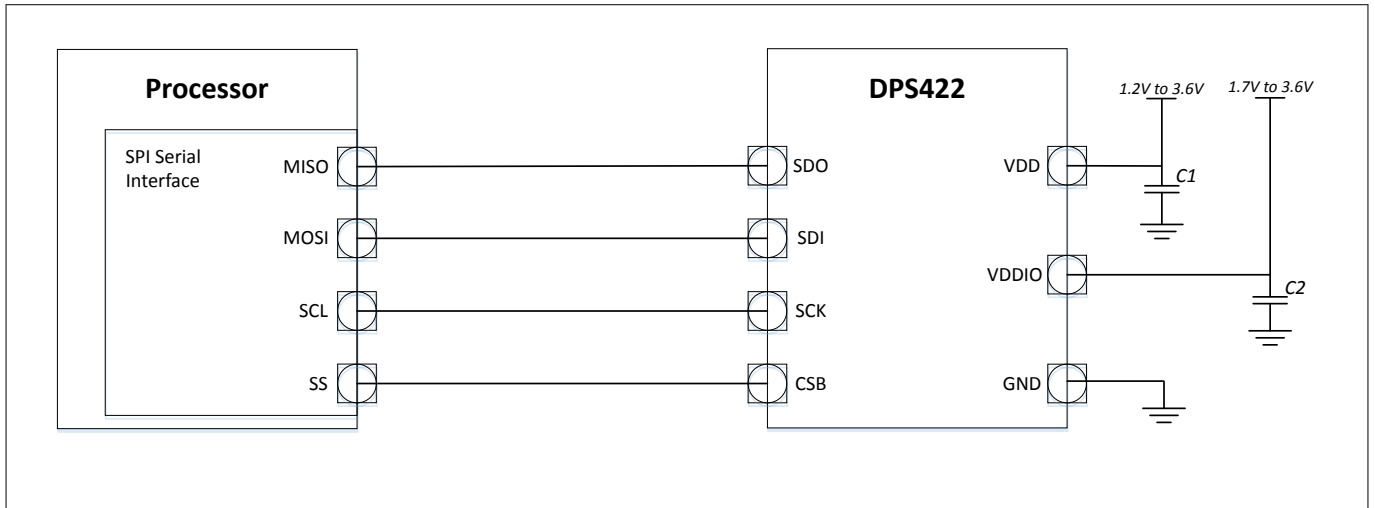 Processor
DPS422
1.2V to 3.6V
1.7V to 3.6V
SPI Serial
Interface
MISO
SDO
VDD
C1
MOSI
SDI
VDDIO
C2
SCL
SCK
SS
CSB
GND